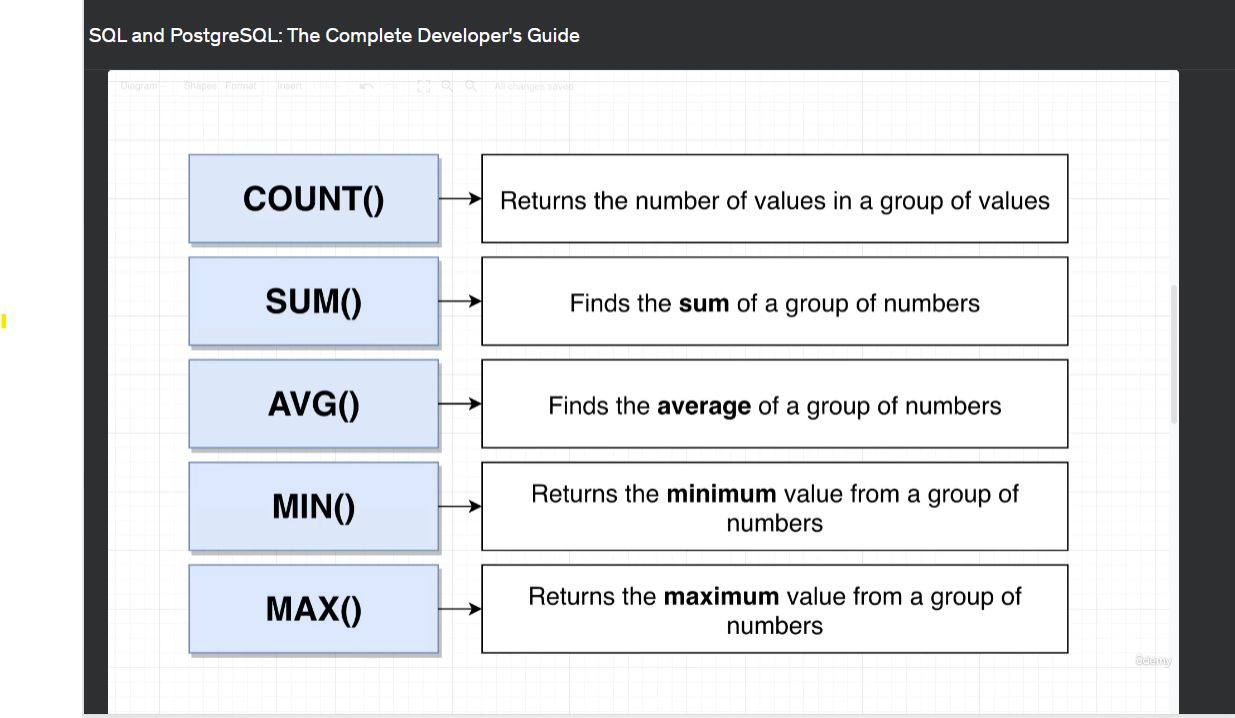 SQL and PostgreSQL: The Complete Developer's Guide
Diagram Shapes Format Insert All changes saved
COUNT() Returns the number of values in a group of values
SUM() Finds the sum of a group of numbers
AVG() Finds the average of a group of numbers
MIN() Returns the minimum value from a group of
numbers
MAX() Returns the maximum value from a group of
numbers
ûdemy